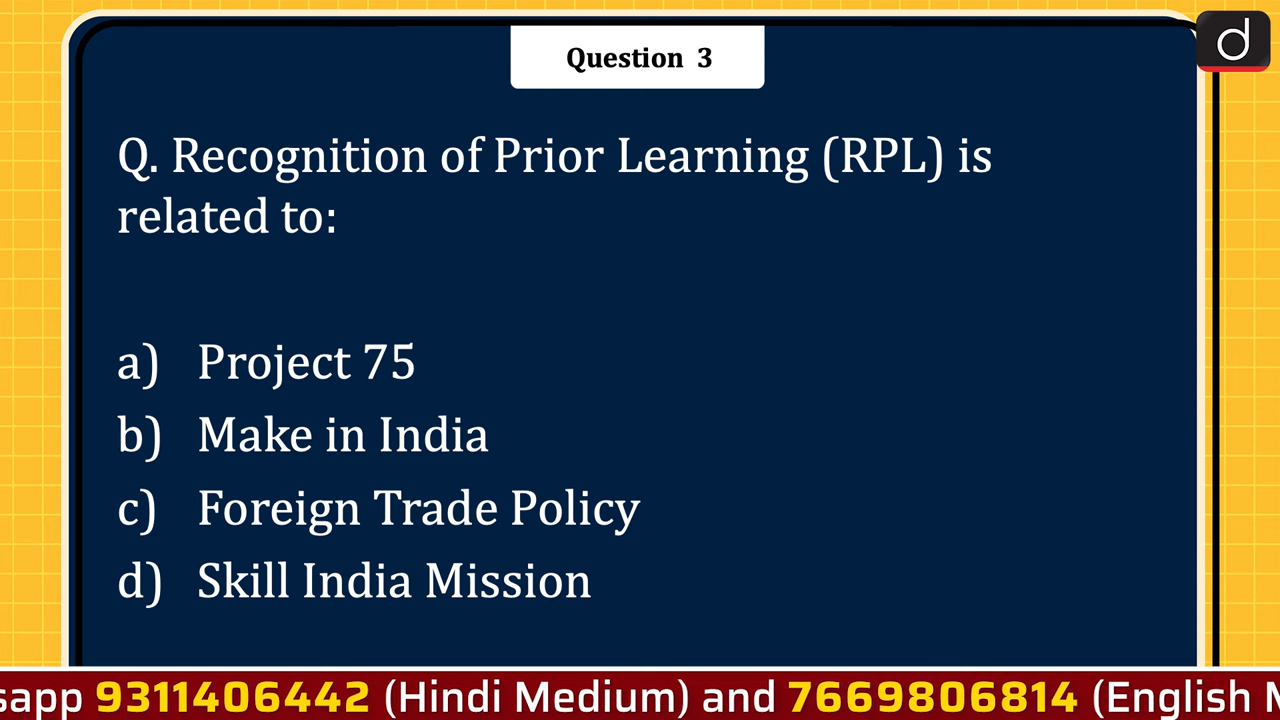 Question 3
d
Q. Recognition of Prior Learning (RPL) is
related to:
a) Project 75
b) Make in India
c) Foreign Trade Policy
d) Skill India Mission
sapp 9311406442 (Hindi Medium) and 7669806814 (English M